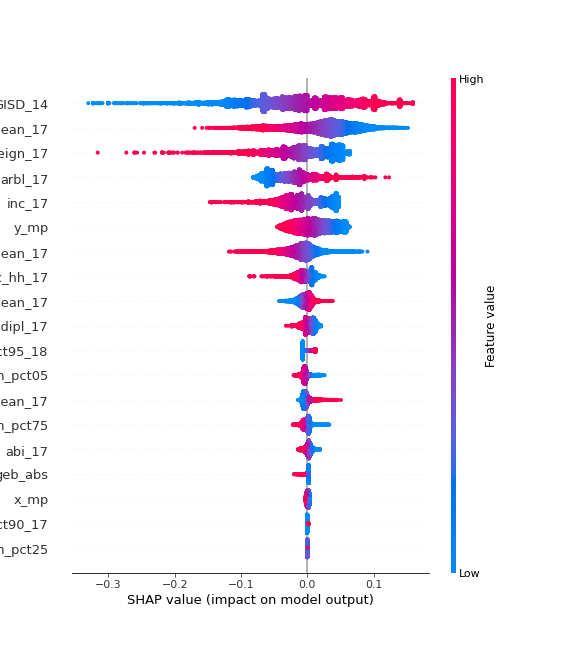 High
GISD_14
ean_17
eign_17
arbl_17
inc_17
y_mp
ean_17
c_hh_17
ean_17
dipl_17
ct95_18
n_pct05
ean_17
n_pct75
abi_17
geb_abs
x_mp
ct90_17
n_pct25
Low
−0.3 −0.2 −0.1 0.0 0.1
SHAP value (impact on model output)
Feature value